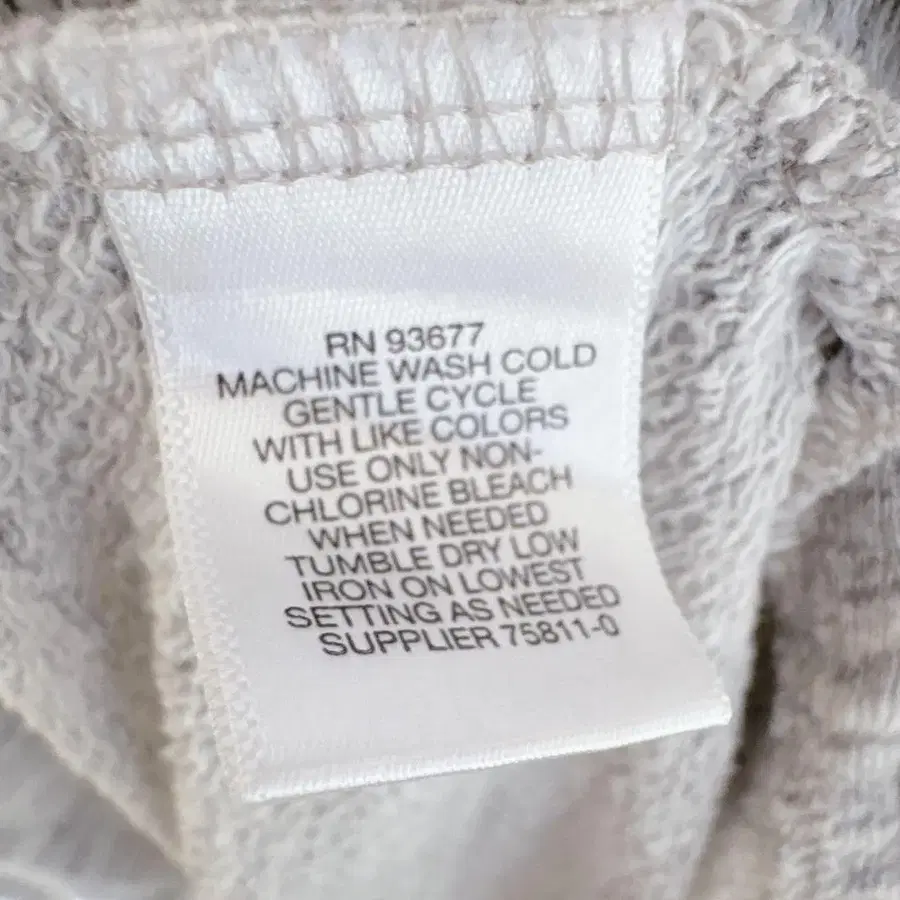 RN 93677
MACHINE WASH COLD
GENTLE CYCLE
WITH LIKE COLORS
USE ONLY NON-
CHLORINE BLEACH
WHEN NEEDED
TUMBLE DRY LOW
IRON ON LOWEST
SETTING AS NEEDED
SUPPLIER 75811-0